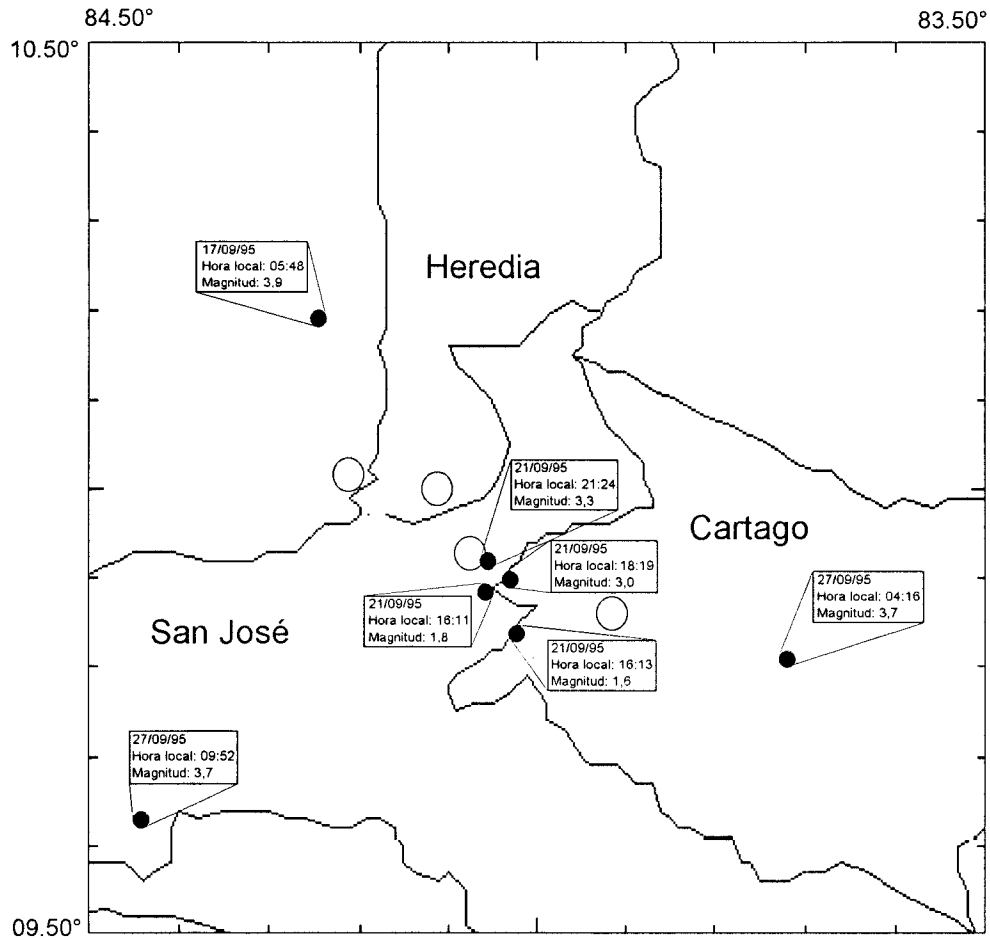 84.50°
83.50°
10.50°
17/09/95
Hora local: 05:48
Magnitud: 3,9
Heredia
21/09/95
Hora local: 21:24
Magnitud: 3,3
Cartago
21/09/95
Hora local: 18:19
Magnitud: 3,0
27/09/95
Hora local: 04:16
Magnitud: 3,7
21/09/95
Hora local: 16:11
Magnitud: 1,8
San José
21/09/95
Hora local: 16:13
Magnitud: 1,6
27/09/95
Hora local: 09:52
Magnitud: 3,7
09.50°